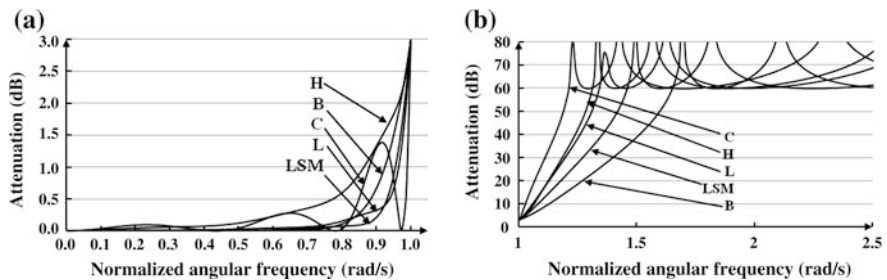 (a)
3.0
2.5
2.0
1.5
1.0
0.5
0.0
Attenuation (dB)
H
B
C
L
LSM
0.0 0.1 0.2 0.3 0.4 0.5 0.6 0.7 0.8 0.9 1.0
Normalized angular frequency (rad/s)
(b)
80
70
60
50
40
30
20
10
0
Attenuation (dB)
C
H
L
LSM
B
1 1.5 2 2.5
Normalized angular frequency (rad/s)